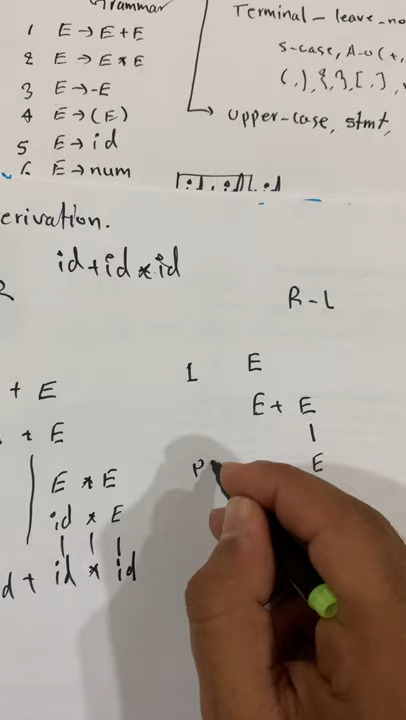 Grammar
1 E → E + E
2 E → E * E
3 E → -E
4 E → (E)
5 E → id
6 E → num
Terminal - leave - no
s-case, A-O (+,
(,), {, }, [, ],
upper-case, stmt,
erivation.
id + id * id
R
R - L
+ E
+ E
E * E
id * E
d + id * id
1 E
E + E
E
P